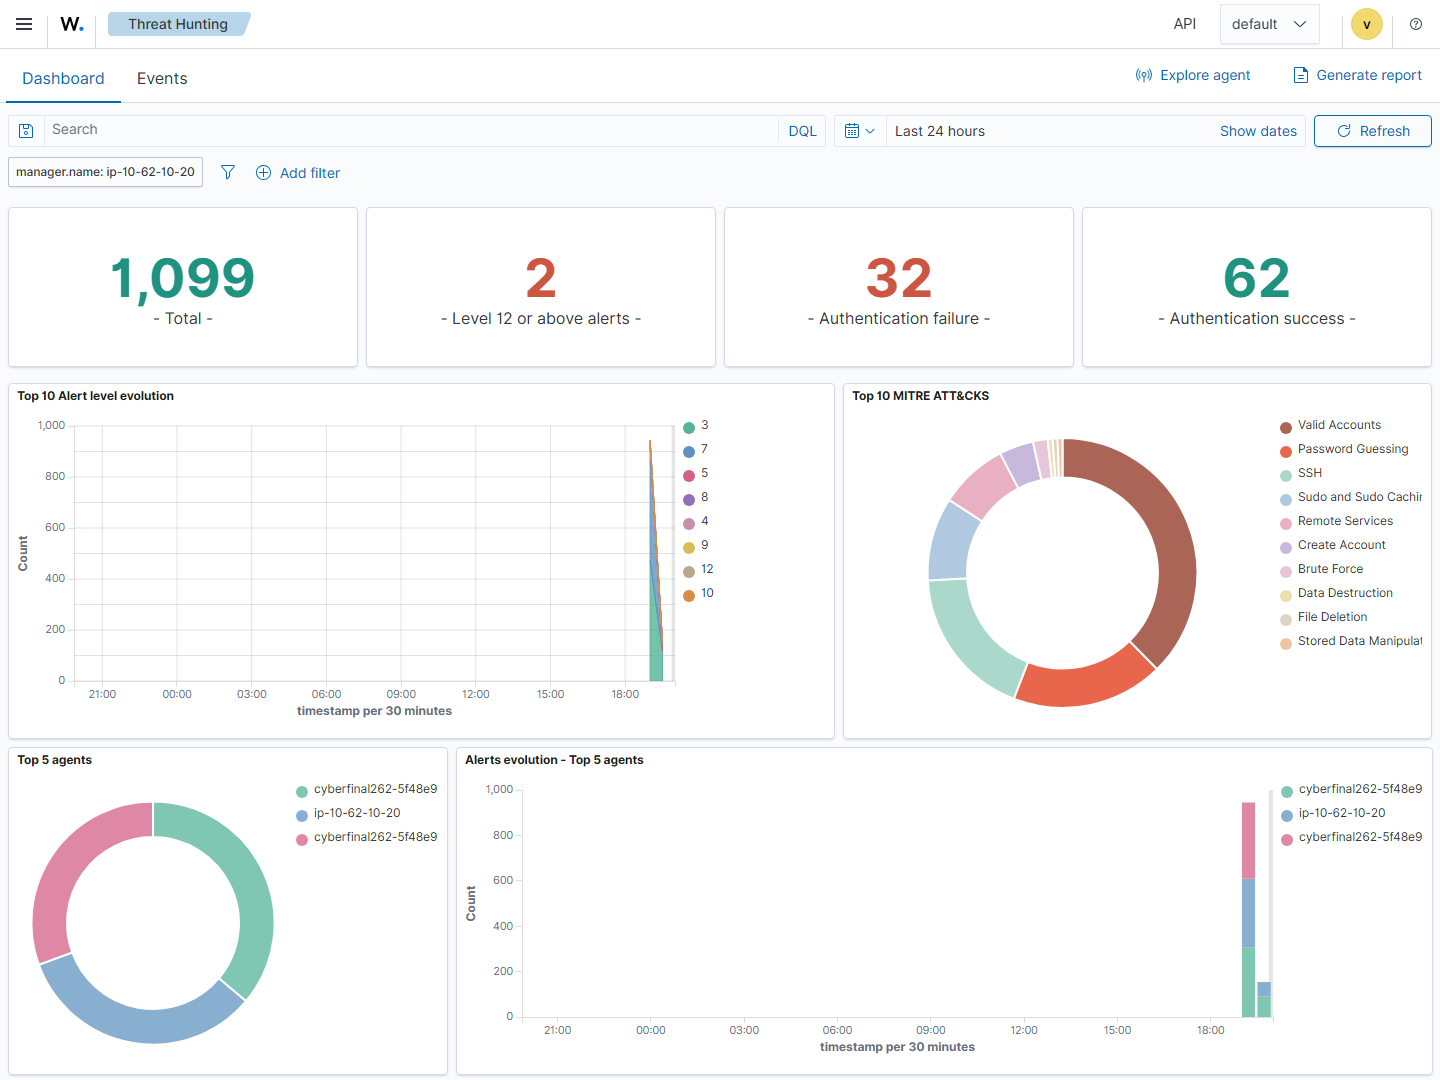 W. Threat Hunting API default v
Dashboard Events Explore agent Generate report
Search DQL Last 24 hours Show dates Refresh
manager.name: ip-10-62-10-20 Add filter
1,099
- Total -
2
- Level 12 or above alerts -
32
- Authentication failure -
62
- Authentication success -
Top 10 Alert level evolution
Count
1,000
800
600
400
200
0
21:00 00:00 03:00 06:00 09:00 12:00 15:00 18:00
timestamp per 30 minutes
3
7
5
8
4
9
12
10
Top 10 MITRE ATT&CKS
Valid Accounts
Password Guessing
SSH
Sudo and Sudo Cachir
Remote Services
Create Account
Brute Force
Data Destruction
File Deletion
Stored Data Manipulat
Top 5 agents
cyberfinal262-5f48e9
ip-10-62-10-20
cyberfinal262-5f48e9
Alerts evolution - Top 5 agents
Count
1,000
800
600
400
200
0
21:00 00:00 03:00 06:00 09:00 12:00 15:00 18:00
timestamp per 30 minutes
cyberfinal262-5f48e9
ip-10-62-10-20
cyberfinal262-5f48e9